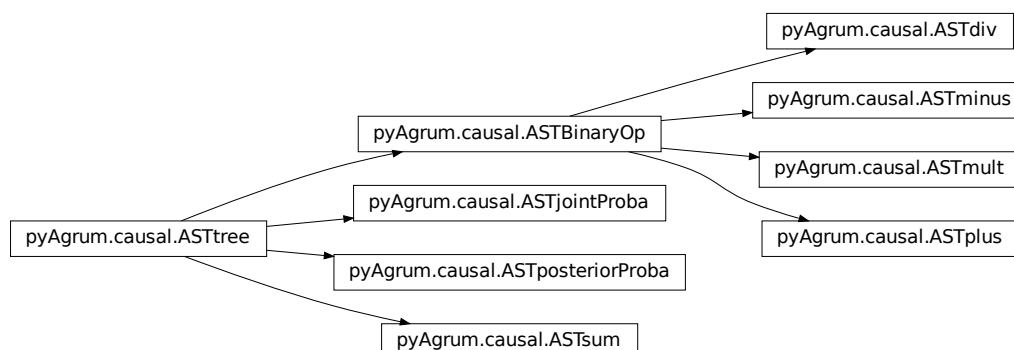 pyAgrum.causal.ASTdiv
pyAgrum.causal.ASTminus
pyAgrum.causal.ASTBinaryOp
pyAgrum.causal.ASTmult
pyAgrum.causal.ASTjointProba
pyAgrum.causal.ASTtree
pyAgrum.causal.ASTplus
pyAgrum.causal.ASTposteriorProba
pyAgrum.causal.ASTsum